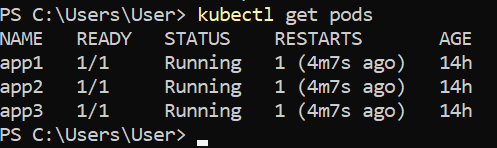 PS C:\Users\User> kubectl get pods
NAME   READY   STATUS    RESTARTS       AGE
app1   1/1     Running   1 (4m7s ago)   14h
app2   1/1     Running   1 (4m7s ago)   14h
app3   1/1     Running   1 (4m7s ago)   14h
PS C:\Users\User>